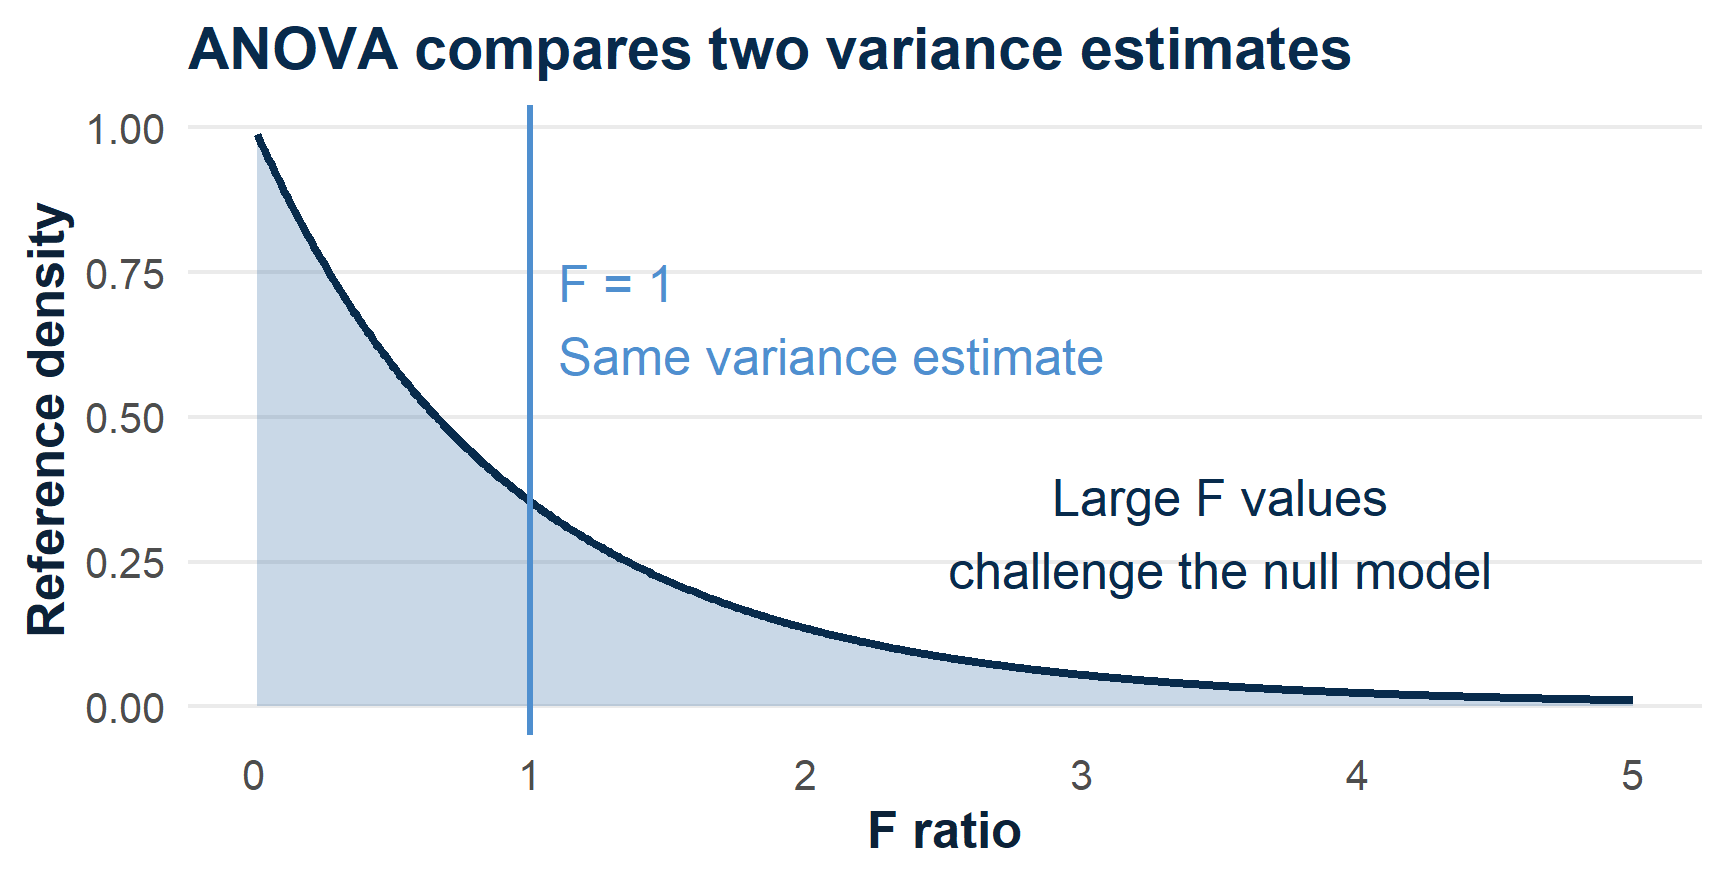 ANOVA compares two variance estimates
Reference density
1.00
0.75
0.50
0.25
0.00
F = 1
Same variance estimate
Large F values
challenge the null model
0 1 2 3 4 5
F ratio